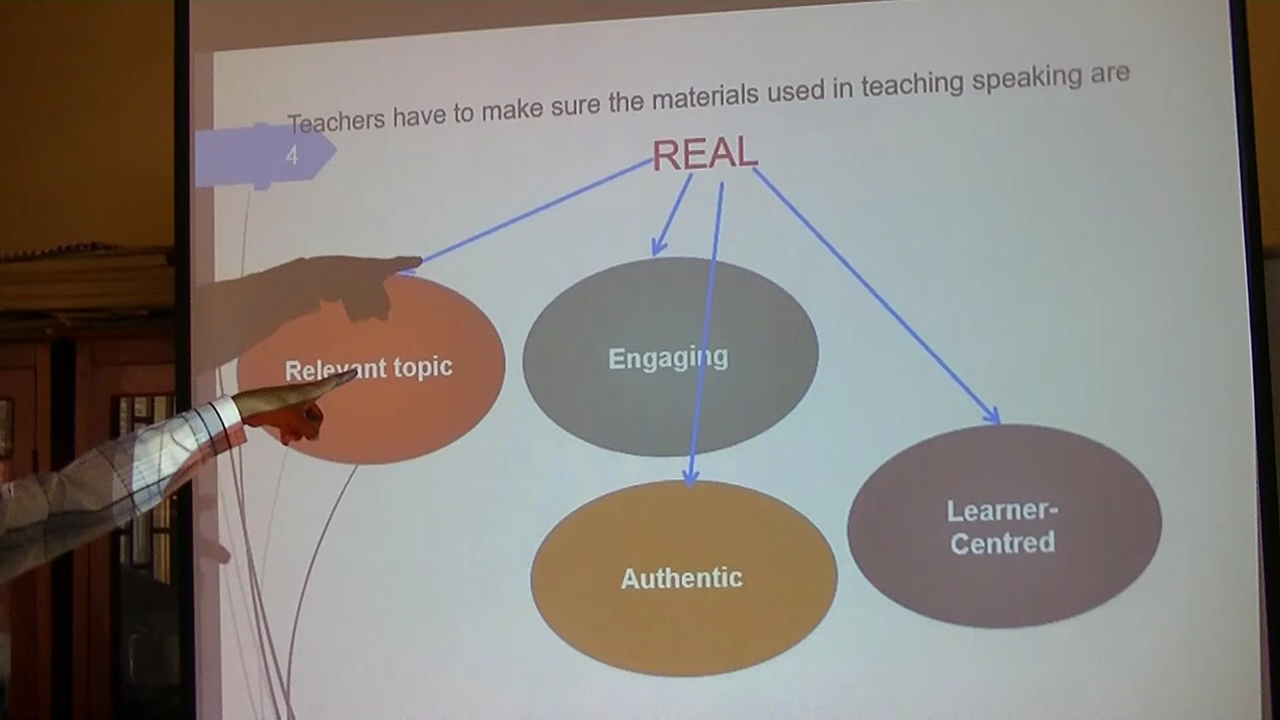 Teachers have to make sure the materials used in teaching speaking are
4
REAL
Relevant topic
Engaging
Authentic
Learner-
Centred